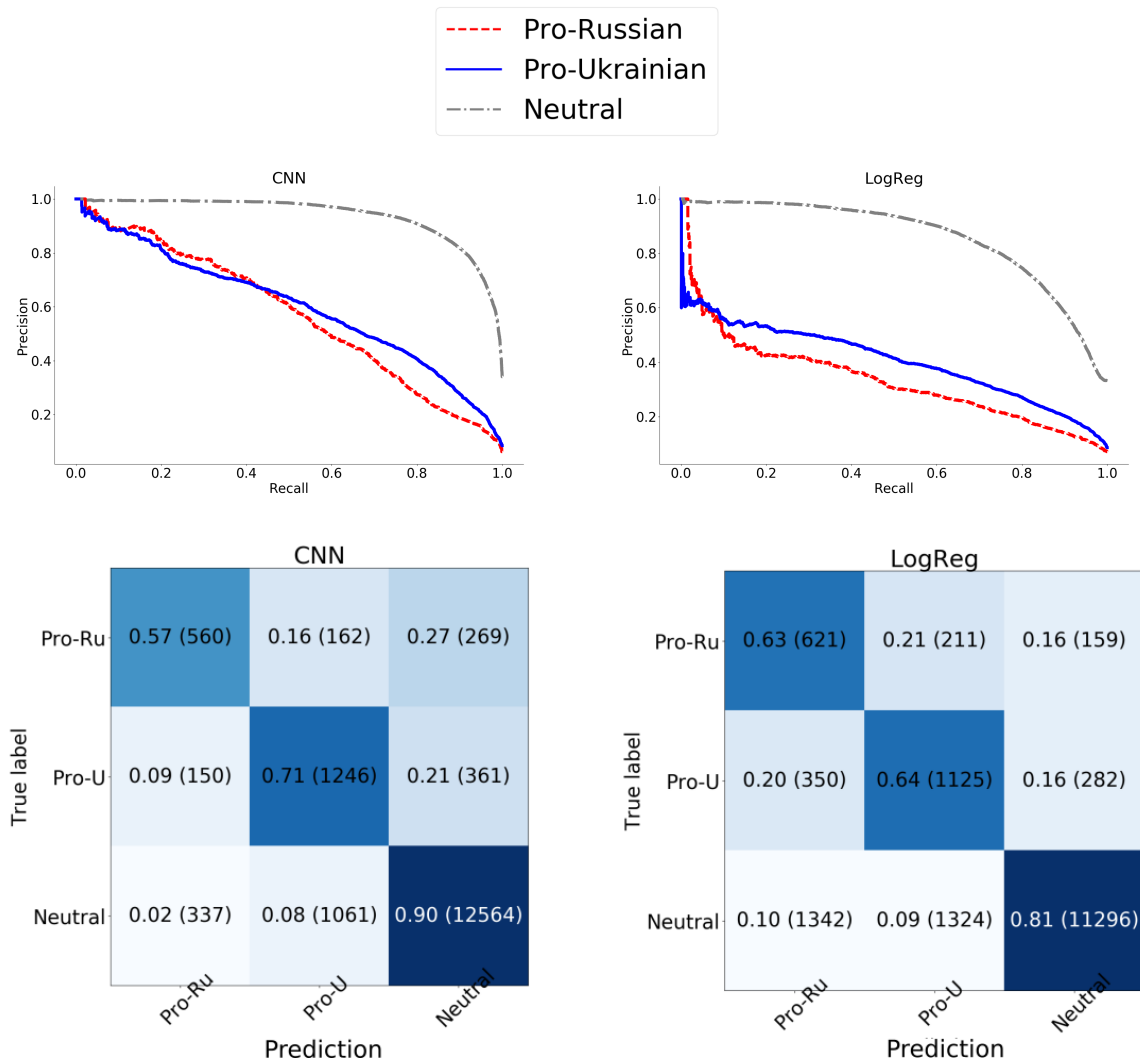 Pro-Russian
Pro-Ukrainian
Neutral
CNN
1.0
0.8
0.6
0.4
0.2
Precision
0.0 0.2 0.4 0.6 0.8 1.0
Recall
LogReg
1.0
0.8
0.6
0.4
0.2
Precision
0.0 0.2 0.4 0.6 0.8 1.0
Recall
CNN
True label
Pro-Ru 0.57 (560) 0.16 (162) 0.27 (269)
Pro-U 0.09 (150) 0.71 (1246) 0.21 (361)
Neutral 0.02 (337) 0.08 (1061) 0.90 (12564)
Pro-Ru Pro-U Neutral
Prediction
LogReg
True label
Pro-Ru 0.63 (621) 0.21 (211) 0.16 (159)
Pro-U 0.20 (350) 0.64 (1125) 0.16 (282)
Neutral 0.10 (1342) 0.09 (1324) 0.81 (11296)
Pro-Ru Pro-U Neutral
Prediction